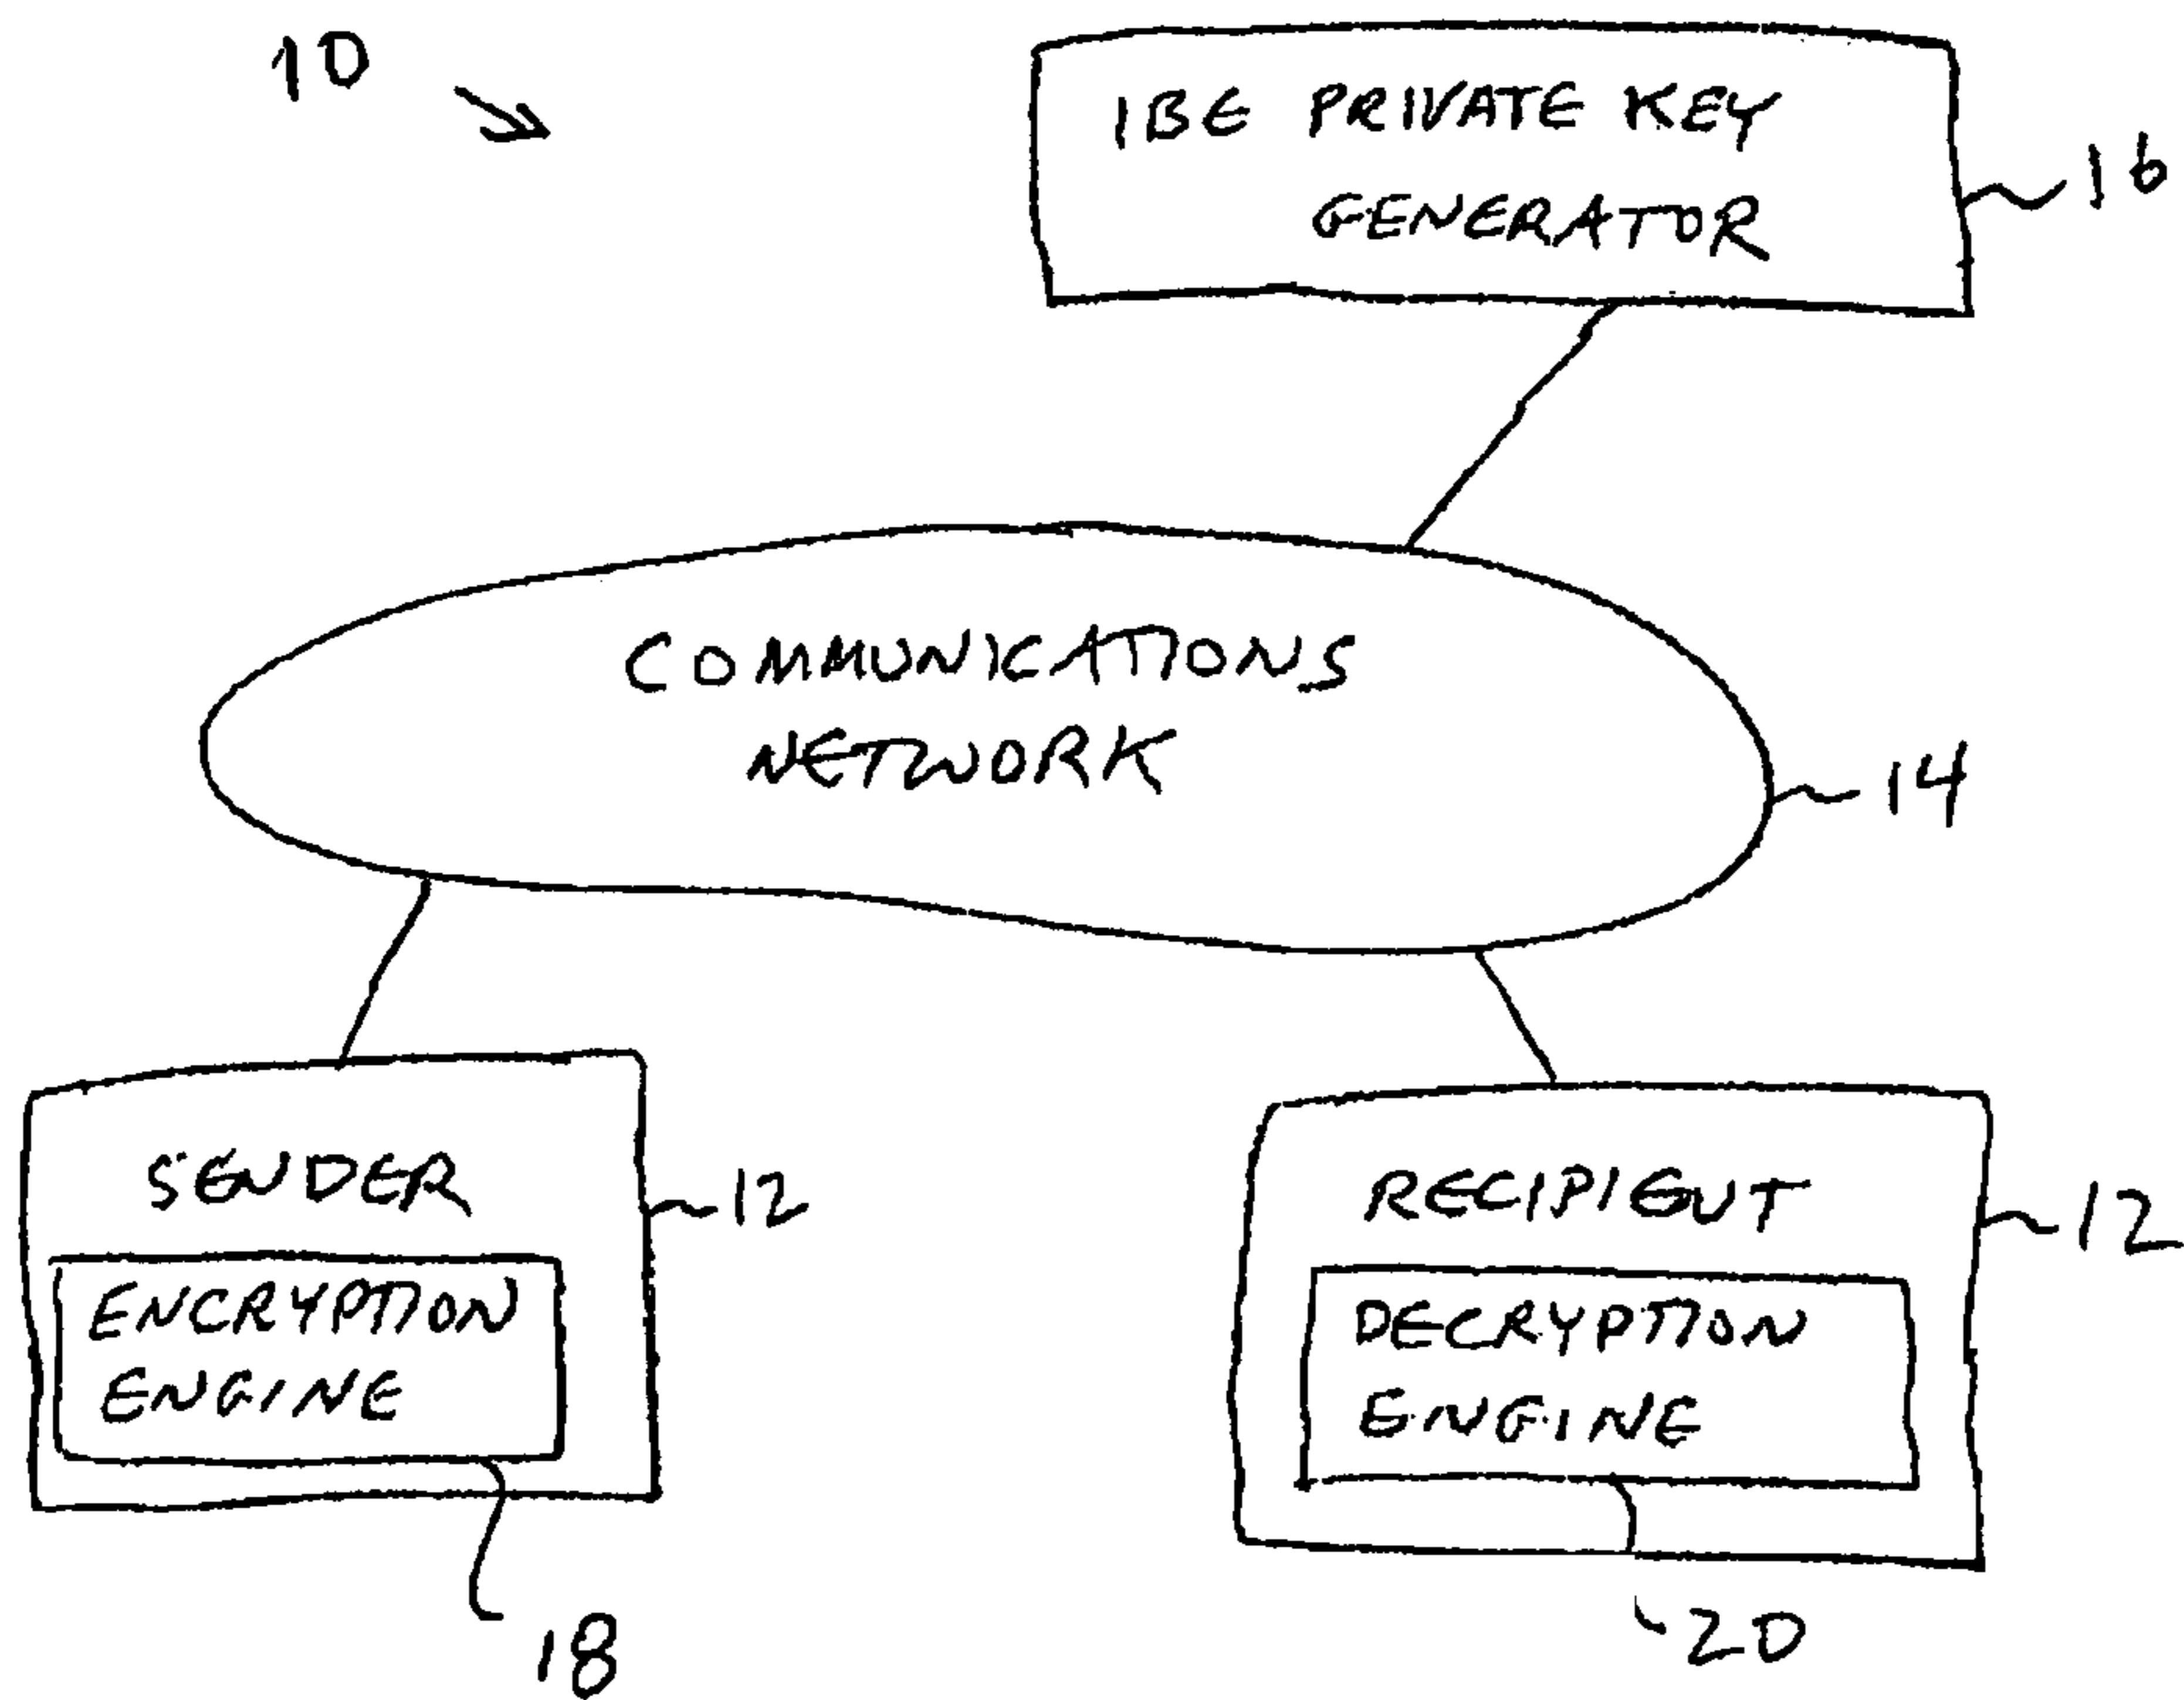 10
IBE PRIVATE KEY
GENERATOR
16
COMMUNICATIONS
NETWORK
14
SENDER
12
ENCRYPTION
ENGINE
18
RECIPIENT
12
DECRYPTION
ENGINE
20